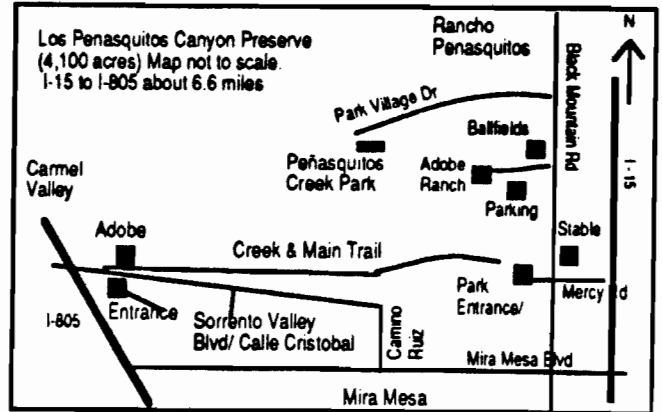 Los Penasquitos Canyon Preserve
(4,100 acres) Map not to scale.
I-15 to I-805 about 6.6 miles
Rancho
Penasquitos
N
Black Mountain Rd
I-15
Park Village Dr
Ballfields
Peñasquitos
Creek Park
Adobe
Ranch
Parking
Carmel
Valley
Adobe
Creek & Main Trail
Stable
Park
Entrance/
Mercy Rd
Entrance
I-805
Sorrento Valley
Blvd/ Calle Cristobal
Camino
Ruiz
Mira Mesa Blvd
Mira Mesa